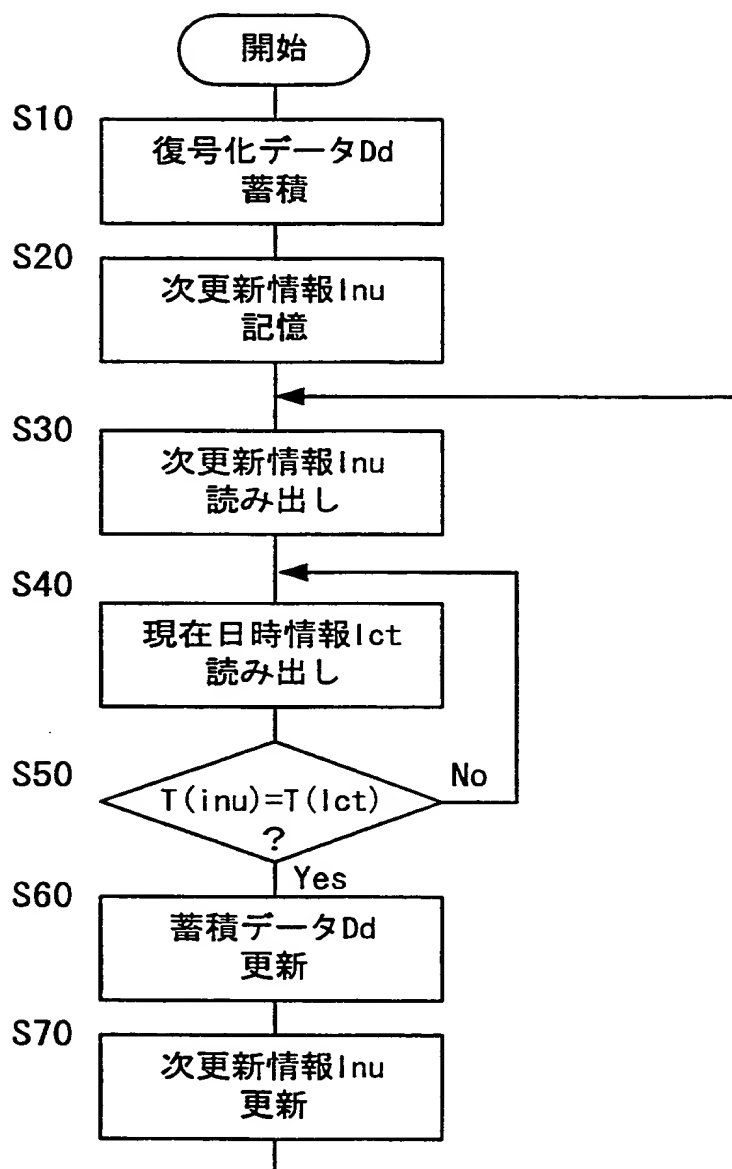 開始
S10
復号化データDd
蓄積
S20
次更新情報Inu
記憶
S30
次更新情報Inu
読み出し
S40
現在日時情報Ict
読み出し
S50
T(inu)=T(Ict)
?
No
Yes
S60
蓄積データDd
更新
S70
次更新情報Inu
更新